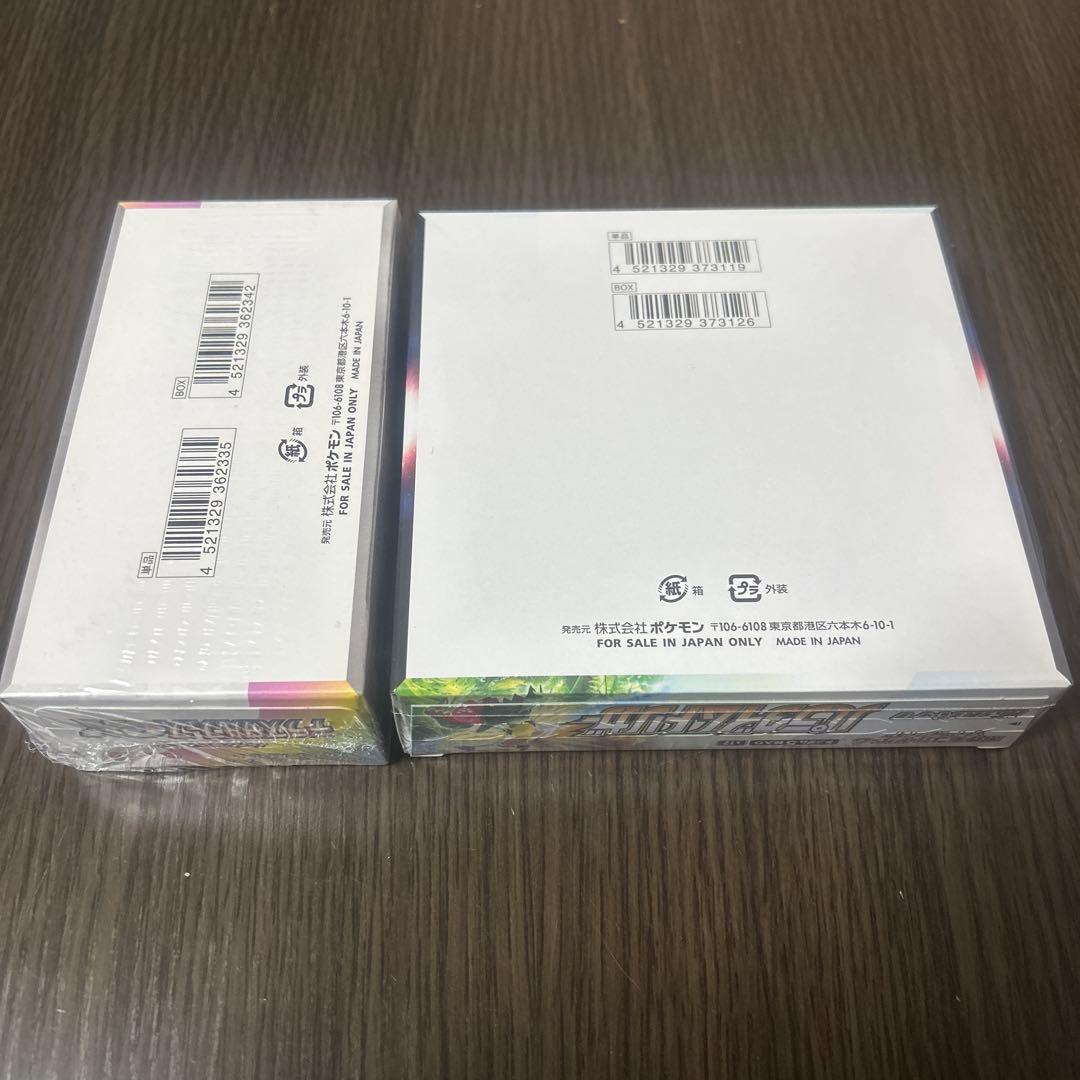 BOX
4 521329 362342
単品
4 521329 362335
外装
プラ
箱
紙
発売元 株式会社ポケモン 〒106-6108 東京都港区六本木6-10-1
FOR SALE IN JAPAN ONLY MADE IN JAPAN
単品
4 521329 373119
BOX
4 521329 373126
紙 箱 プラ 外装
発売元 株式会社ポケモン 〒106-6108 東京都港区六本木6-10-1
FOR SALE IN JAPAN ONLY MADE IN JAPAN